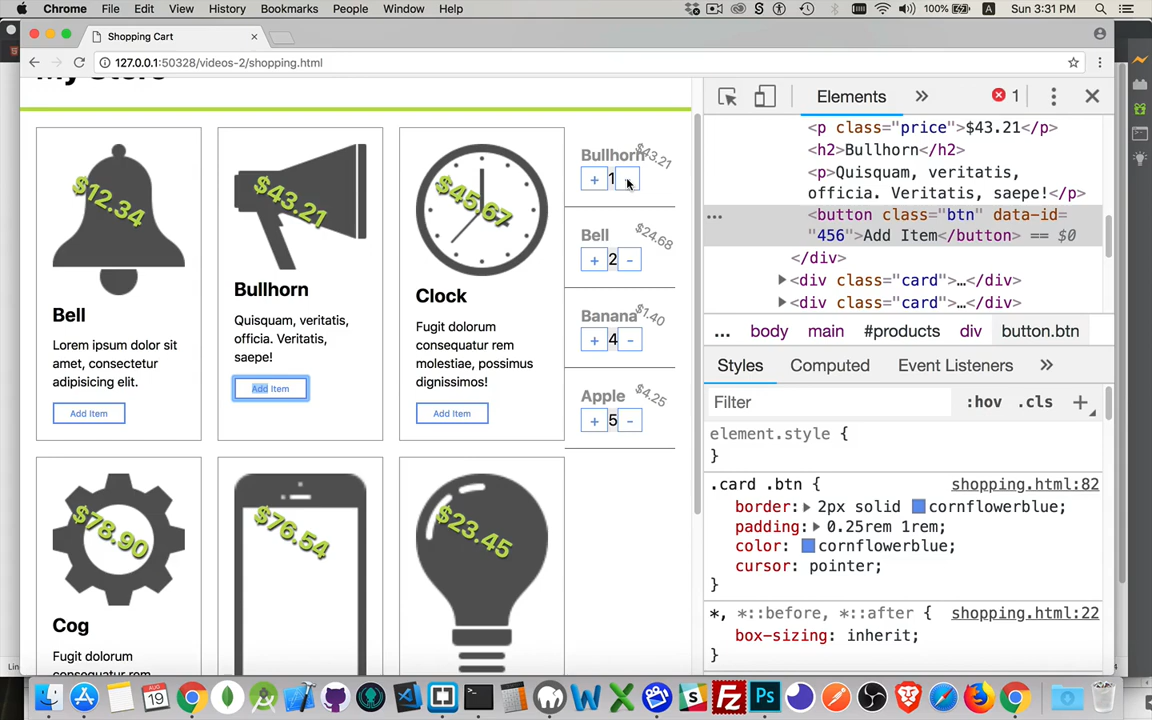 Chrome File Edit View History Bookmarks People Window Help 100% A Sun 3:31 PM
Shopping Cart
127.0.0.1:50328/videos-2/shopping.html
My Store
$12.34
Bell
Lorem ipsum dolor sit
amet, consectetur
adipisicing elit.
Add Item
$43.21
Bullhorn
Quisquam, veritatis,
officia. Veritatis,
saepe!
Add Item
$45.67
Clock
Fugit dolorum
consequatur rem
molestiae, possimus
dignissimos!
Add Item
Bullhorn $43.21
+ 1 -
Bell $24.68
+ 2 -
Banana $1.40
+ 4 -
Apple $4.25
+ 5 -
$78.90
Cog
Fugit dolorum
consequatur rem
$76.54
$23.45
Elements » 1
<p class="price">$43.21</p>
<h2>Bullhorn</h2>
<p>Quisquam, veritatis,
officia. Veritatis, saepe!</p>
… <button class="btn" data-id=
"456">Add Item</button> == $0
</div>
<div class="card">…</div>
<div class="card">…</div>
… body main #products div button.btn
Styles Computed Event Listeners »
Filter :hov .cls +
element.style {
}
.card .btn { shopping.html:82
border: 2px solid cornflowerblue;
padding: 0.25rem 1rem;
color: cornflowerblue;
cursor: pointer;
}
*, *::before, *::after { shopping.html:22
box-sizing: inherit;
}
Lin
AUG
19